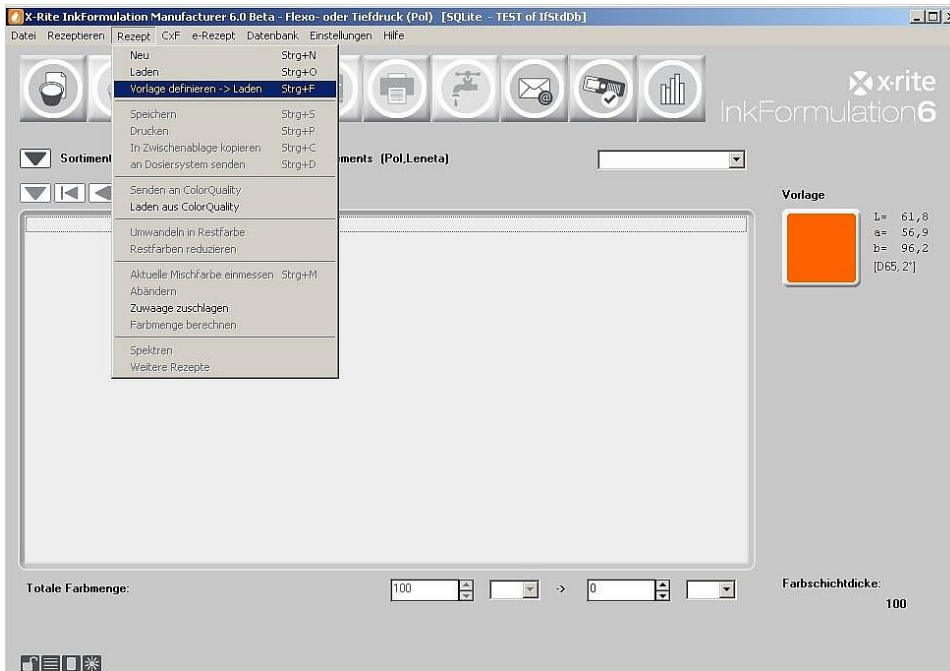 X-Rite InkFormulation Manufacturer 6.0 Beta - Flexo- oder Tiefdruck (Pol) [SQLite - TEST of IfStdDb]
Datei Rezeptieren Rezept CxF e-Rezept Datenbank Einstellungen Hilfe
Neu Strg+N
Laden Strg+O
Vorlage definieren -> Laden Strg+F
Speichern Strg+S
Drucken Strg+P
In Zwischenablage kopieren Strg+C
an Dosiersystem senden Strg+D
Senden an ColorQuality
Laden aus ColorQuality
Umwandeln in Restfarbe
Restfarben reduzieren
Aktuelle Mischfarbe einmessen Strg+M
Abändern
Zuwaage zuschlagen
Farbmenge berechnen
Spektren
Weitere Rezepte
x-rite
InkFormulation6
Sortiment
ements (Pol,Leneta)
Vorlage
L= 61,8
a= 56,9
b= 96,2
[D65, 2°]
Totale Farbmenge:
100 -> 0
Farbschichtdicke:
100